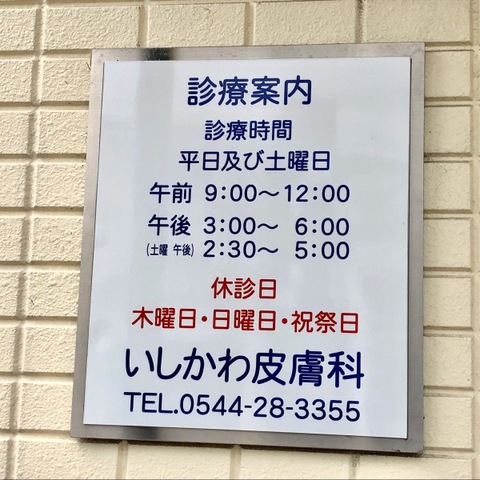 診療案内
診療時間
平日及び土曜日
午前 9:00～12:00
午後 3:00～ 6:00
(土曜 午後) 2:30～ 5:00
休診日
木曜日・日曜日・祝祭日
いしかわ皮膚科
TEL.0544-28-3355